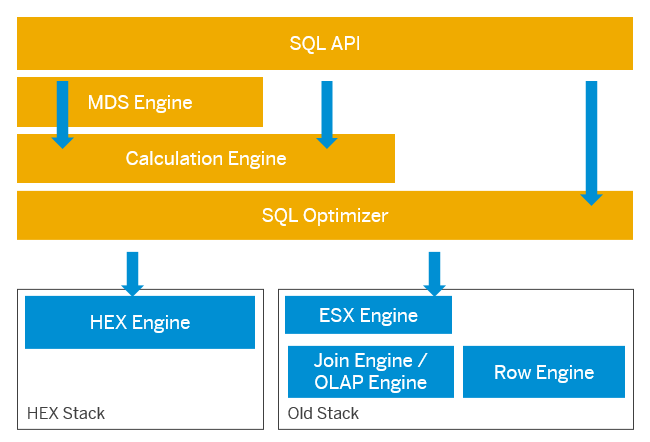 SQL API
MDS Engine
Calculation Engine
SQL Optimizer
HEX Engine
HEX Stack
ESX Engine
Join Engine /
OLAP Engine
Row Engine
Old Stack